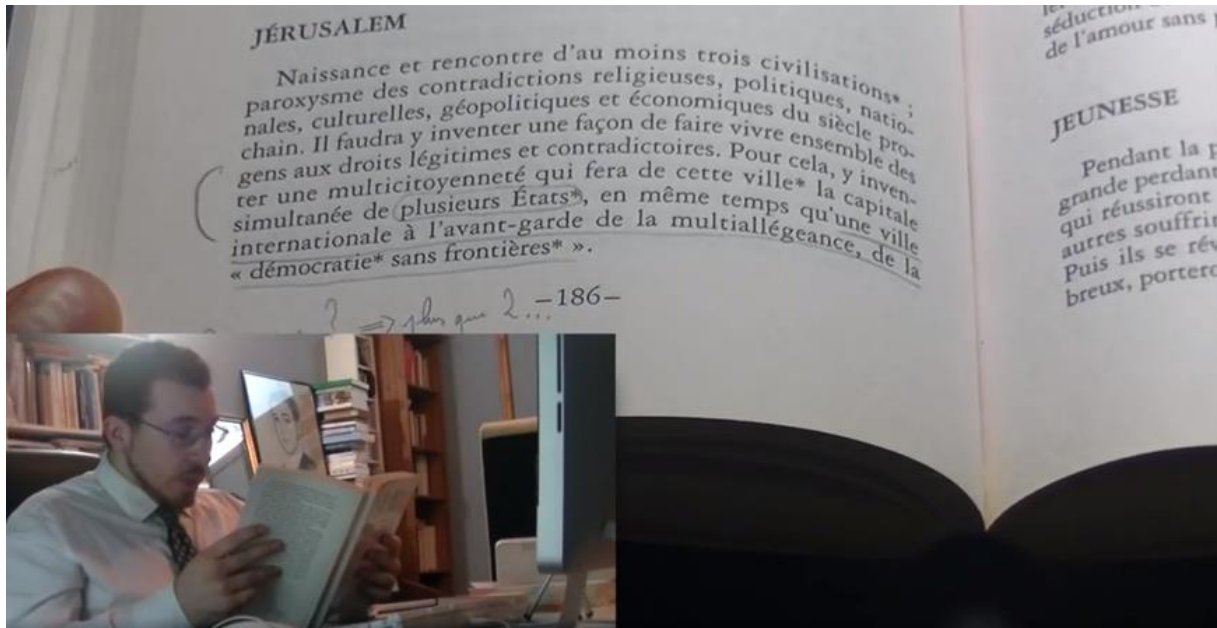 JÉRUSALEM
Naissance et rencontre d'au moins trois civilisations* ;
paroxysme des contradictions religieuses, politiques, natio-
nales, culturelles, géopolitiques et économiques du siècle pro-
chain. Il faudra y inventer une façon de faire vivre ensemble des
gens aux droits légitimes et contradictoires. Pour cela, y inven-
ter une multicitoyenneté qui fera de cette ville* la capitale
simultanée de plusieurs États*, en même temps qu'une ville
internationale à l'avant-garde de la multiallégeance, de la
« démocratie* sans frontières* ».
? => plus que 2...
–186–
séduction
de l'amour sans
JEUNESSE
Pendant la
grande perdant
qui réussiront
autres souffrir
Puis ils se